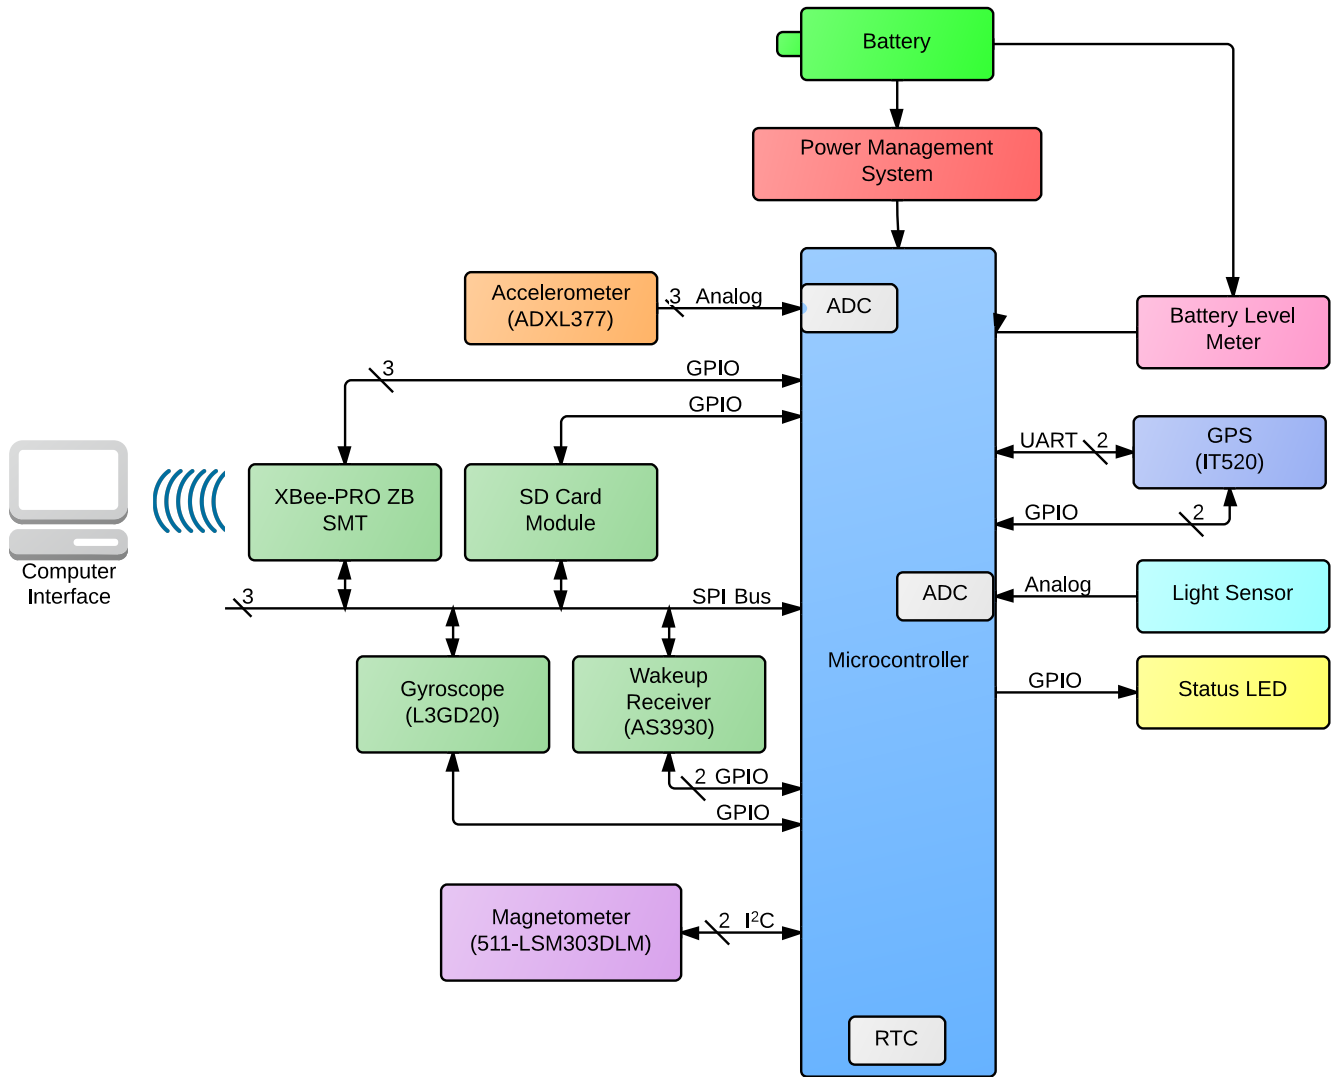 Battery
Power Management
System
Accelerometer
(ADXL377)
3 Analog
ADC
Battery Level
Meter
3 GPIO
GPIO
UART 2
GPS
(IT520)
XBee-PRO ZB
SMT
SD Card
Module
GPIO 2
Computer
Interface
3 SPI Bus
ADC
Analog
Light Sensor
Microcontroller
Gyroscope
(L3GD20)
Wakeup
Receiver
(AS3930)
GPIO
Status LED
2 GPIO
GPIO
Magnetometer
(511-LSM303DLM)
2 I²C
RTC